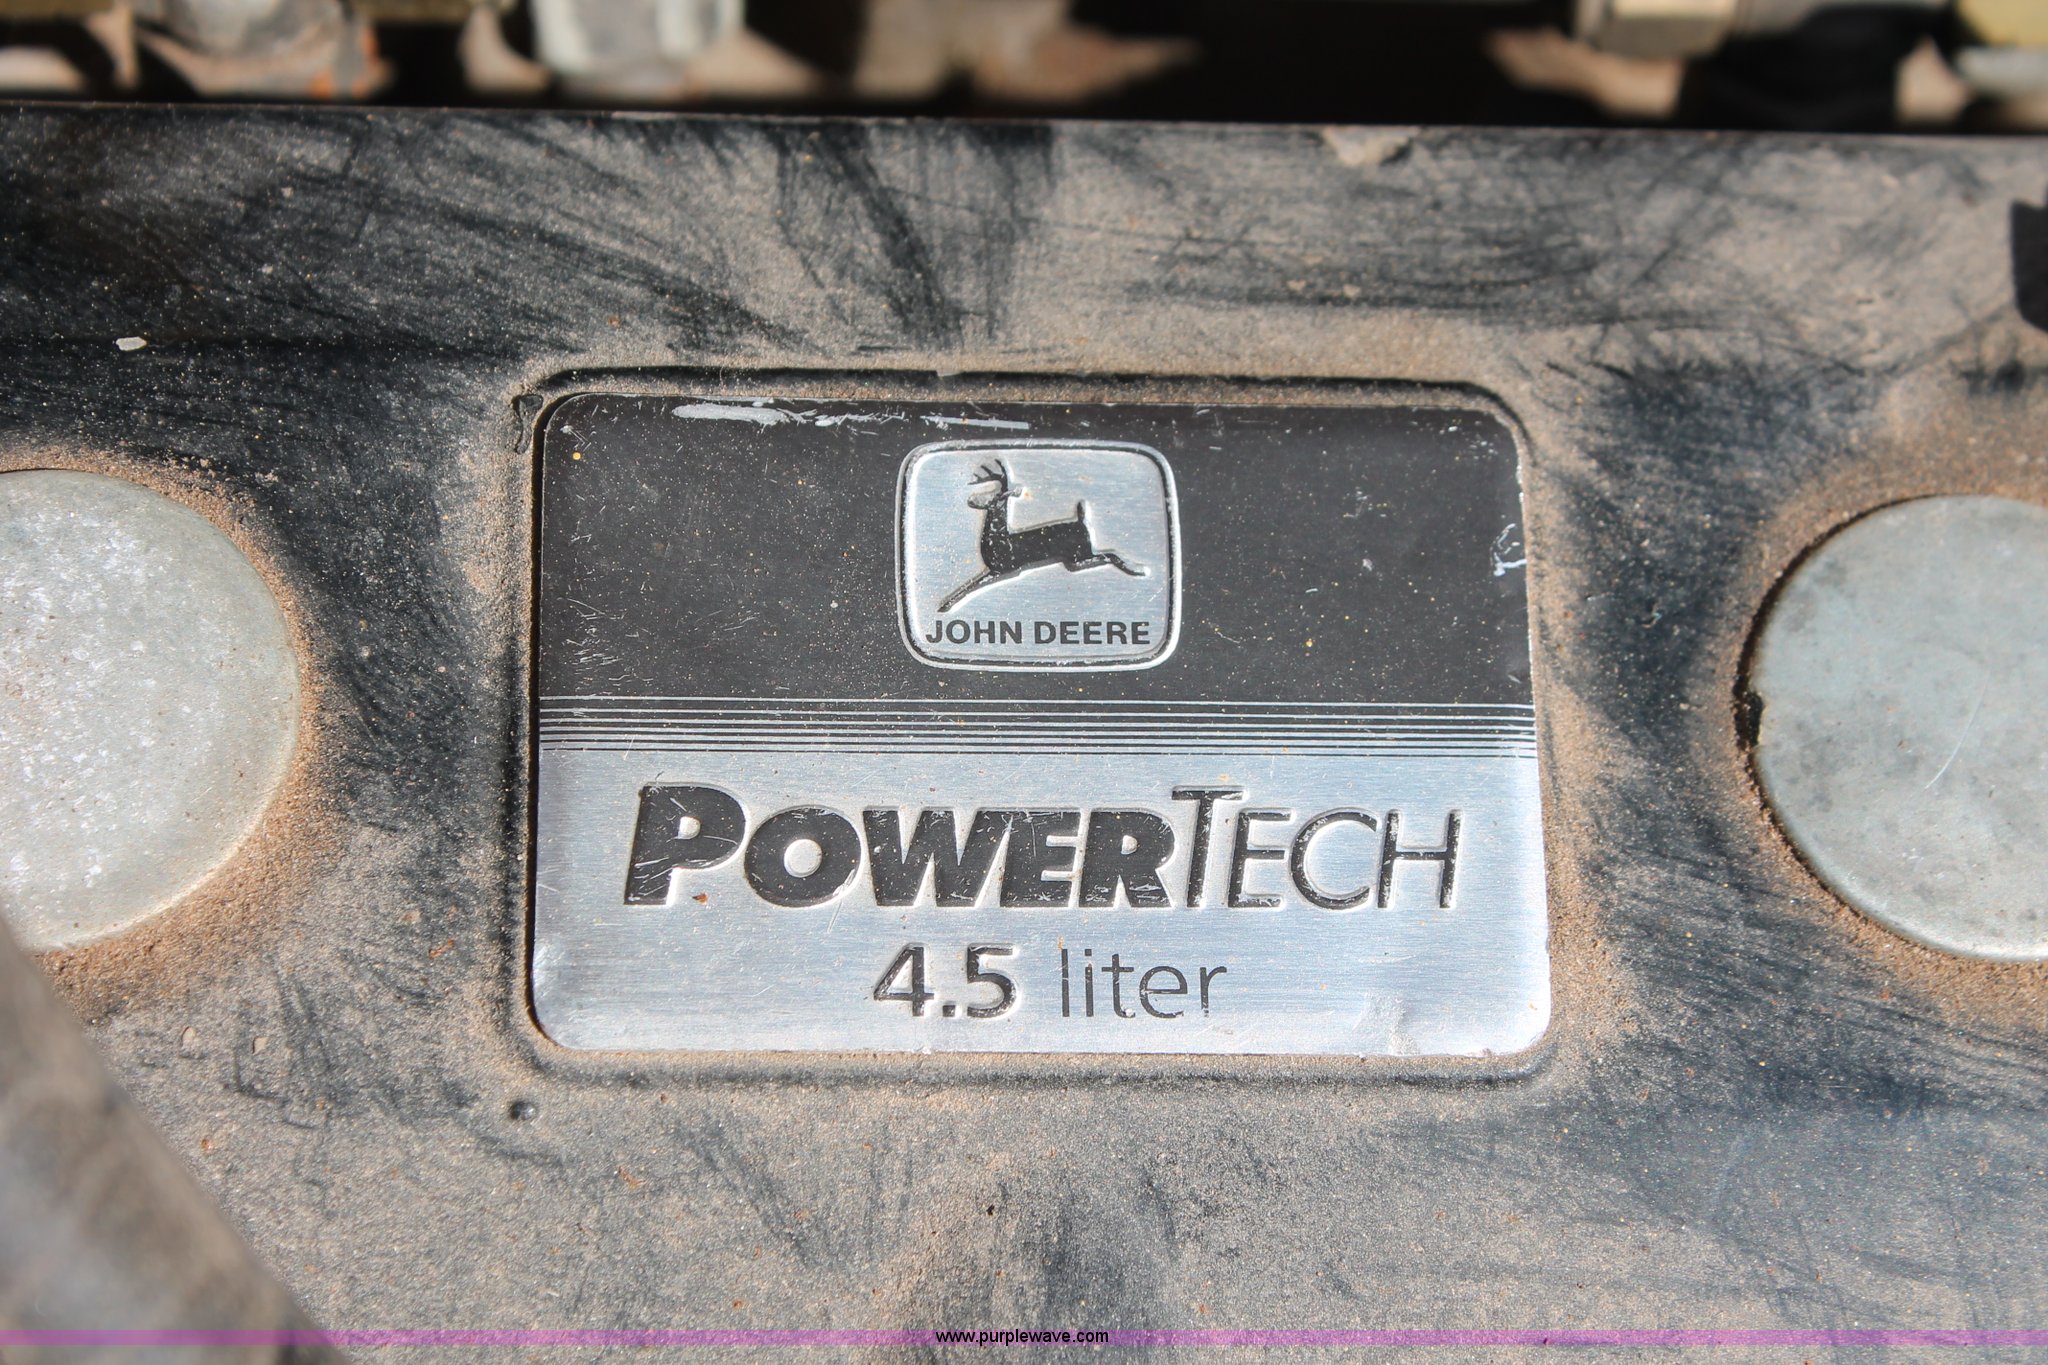 JOHN DEERE
POWERTECH
4.5 liter
www.purplewave.com